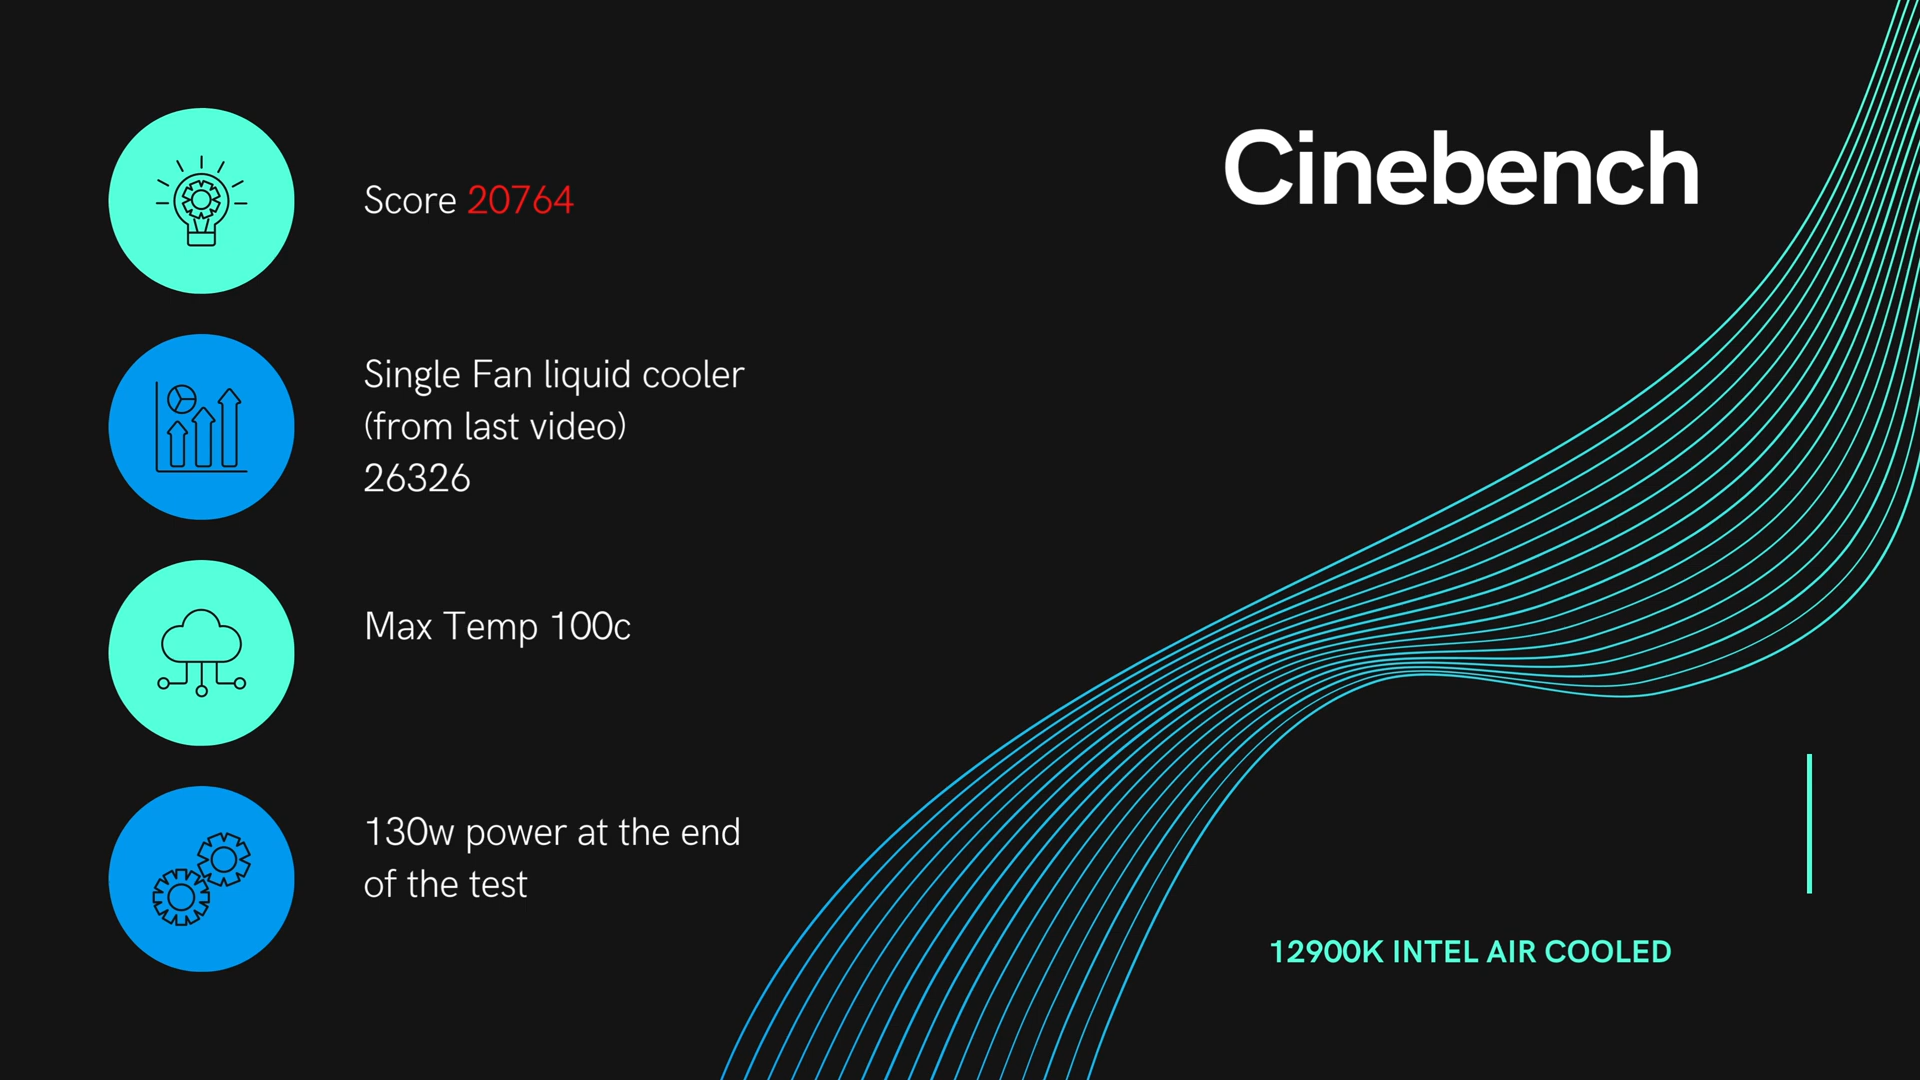 Cinebench
Score 20764
Single Fan liquid cooler
(from last video)
26326
Max Temp 100c
130w power at the end
of the test
12900K INTEL AIR COOLED